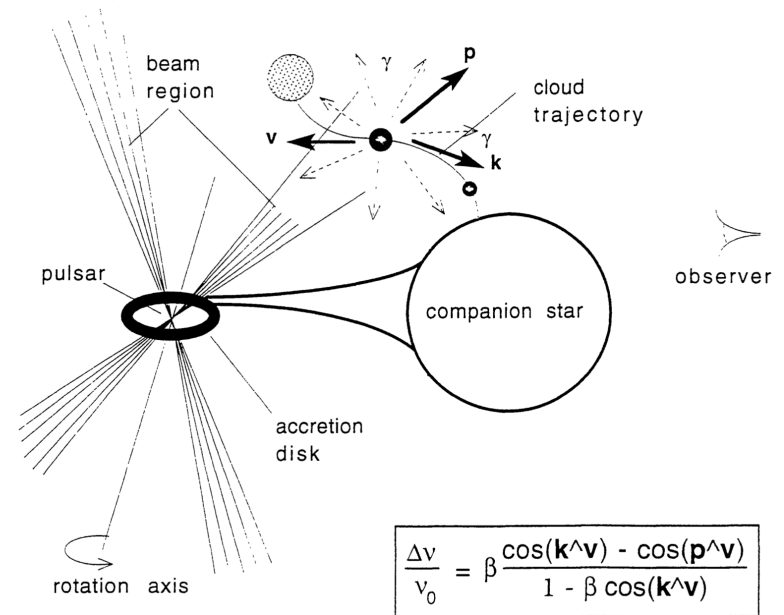 beam
region
γ
p
cloud
trajectory
v
γ
k
pulsar
observer
companion star
accretion
disk
rotation axis
Δν/ν₀ = β (cos(k^v) - cos(p^v))/(1 - β cos(k^v))